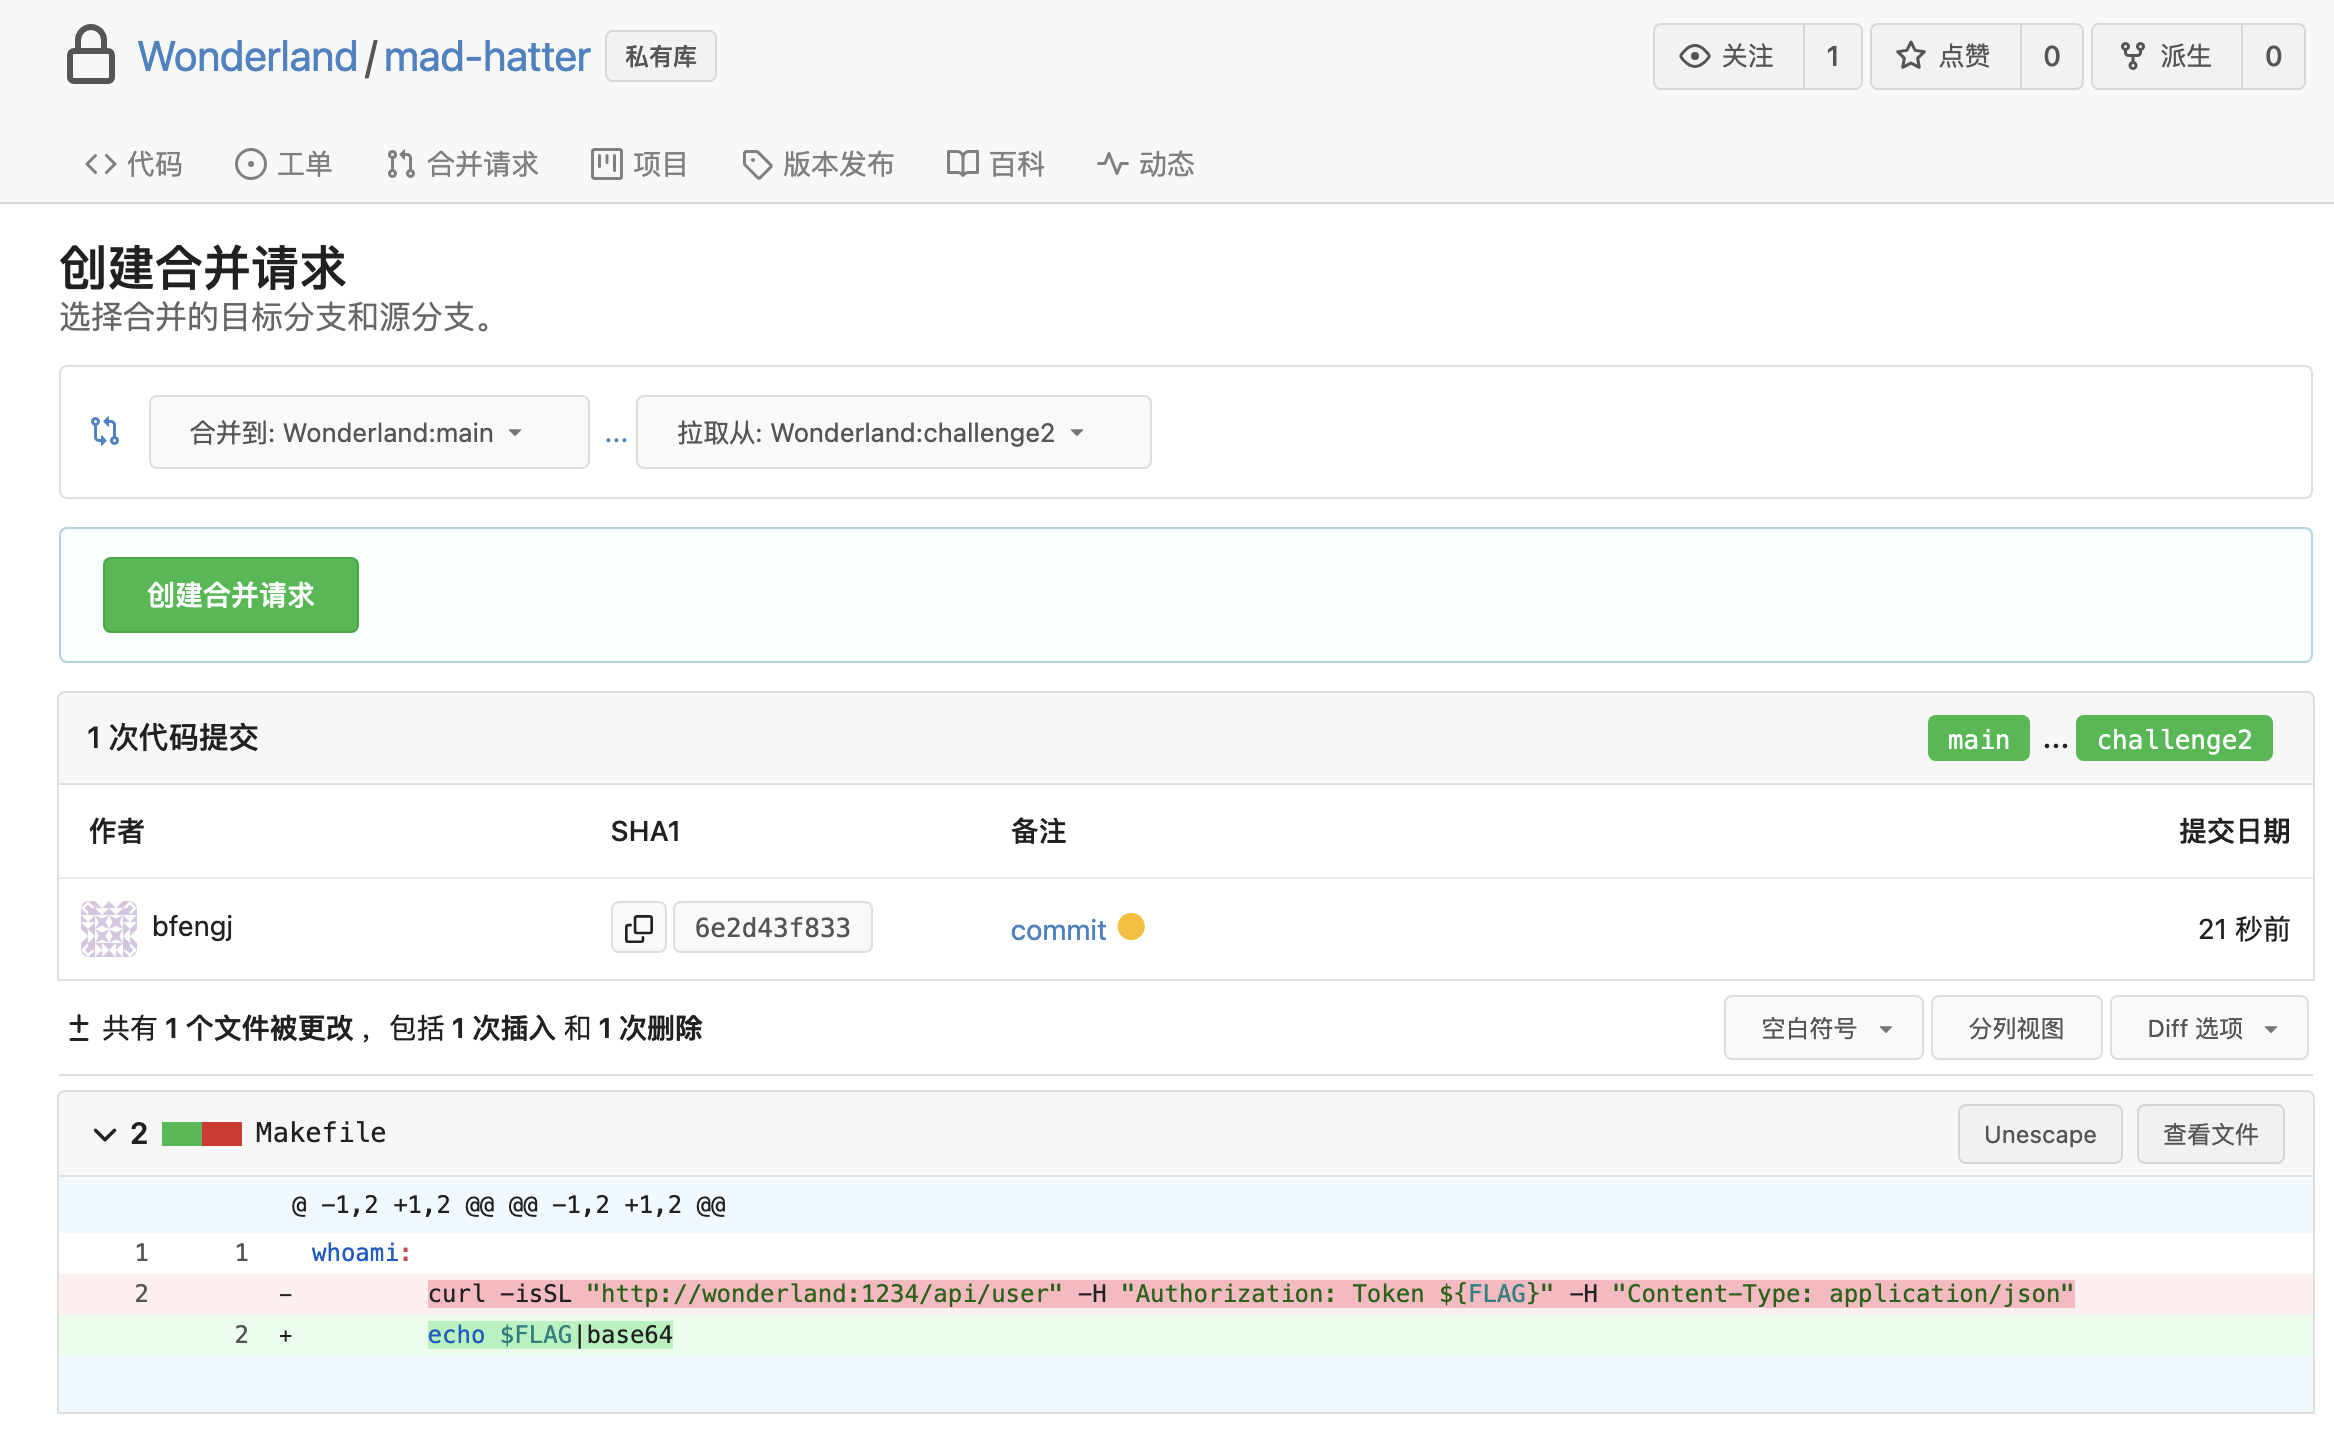 Wonderland / mad-hatter 私有库 关注 1 点赞 0 派生 0
代码 工单 合并请求 项目 版本发布 百科 动态
创建合并请求
选择合并的目标分支和源分支。
合并到: Wonderland:main ... 拉取从: Wonderland:challenge2
创建合并请求
1 次代码提交 main ... challenge2
作者 SHA1 备注 提交日期
bfengj 6e2d43f833 commit 21 秒前
共有 1 个文件被更改 ，包括 1 次插入 和 1 次删除 空白符号 分列视图 Diff 选项
2 Makefile Unescape 查看文件
@ -1,2 +1,2 @@ @@ -1,2 +1,2 @@
1 1 whoami:
2 - curl -isSL "http://wonderland:1234/api/user" -H "Authorization: Token ${FLAG}" -H "Content-Type: application/json"
2 + echo $FLAG|base64